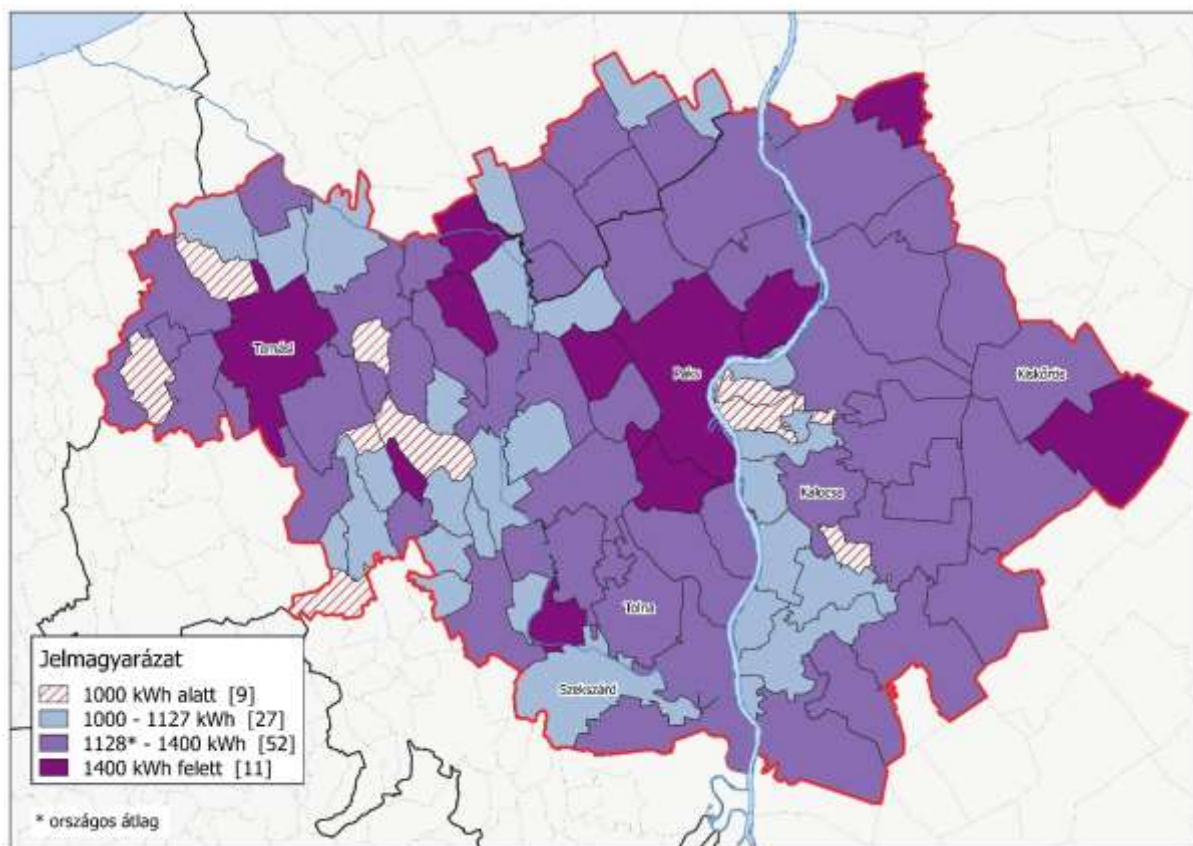 Tamási
Paks
Kiskőrös
Kalocsa
Tolna
Szekszárd
Jelmagyarázat
1000 kWh alatt [9]
1000 - 1127 kWh [27]
1128* - 1400 kWh [52]
1400 kWh felett [11]
* országos átlag